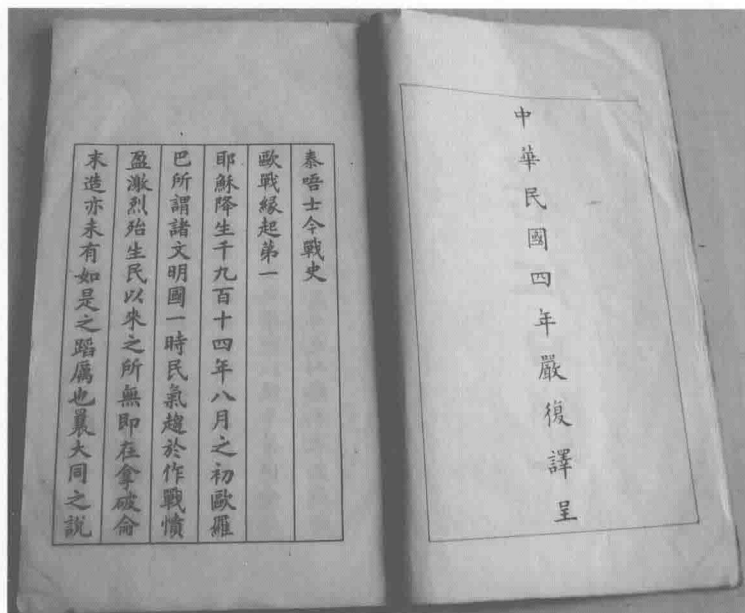 中華民國四年嚴復譯呈
泰晤士今戰史
歐戰緣起第一
耶穌降生千九百十四年八月之初歐羅
巴所謂諸文明國一時民氣趨於作戰憤
盈激烈殆生民以來之所無即在拿破侖
末造亦未有如是之蹈厲也曩大同之說